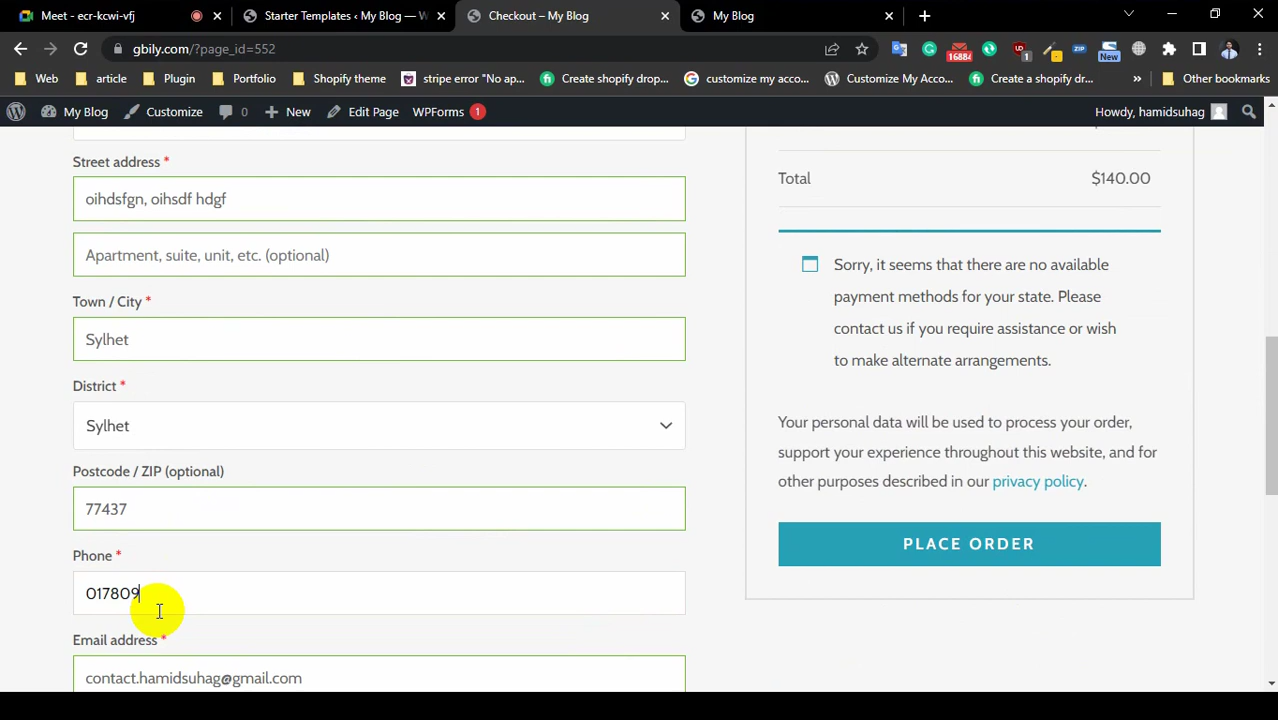 Meet - ecr-kcwi-vfj
Starter Templates ‹ My Blog — W
Checkout – My Blog
My Blog
gbily.com/?page_id=552
16884
1
ZIP
New
Web
article
Plugin
Portfolio
Shopify theme
stripe error "No ap...
Create shopify drop...
customize my acco...
Customize My Acco...
Create a shopify dr...
»
Other bookmarks
My Blog
Customize
0
New
Edit Page
WPForms 1
Howdy, hamidsuhag
Street address *
oihdsfgn, oihsdf hdgf
Apartment, suite, unit, etc. (optional)
Town / City *
Sylhet
District *
Sylhet
Postcode / ZIP (optional)
77437
Phone *
017809
Email address *
contact.hamidsuhag@gmail.com
Total $140.00
Sorry, it seems that there are no available
payment methods for your state. Please
contact us if you require assistance or wish
to make alternate arrangements.
Your personal data will be used to process your order,
support your experience throughout this website, and for
other purposes described in our privacy policy.
PLACE ORDER